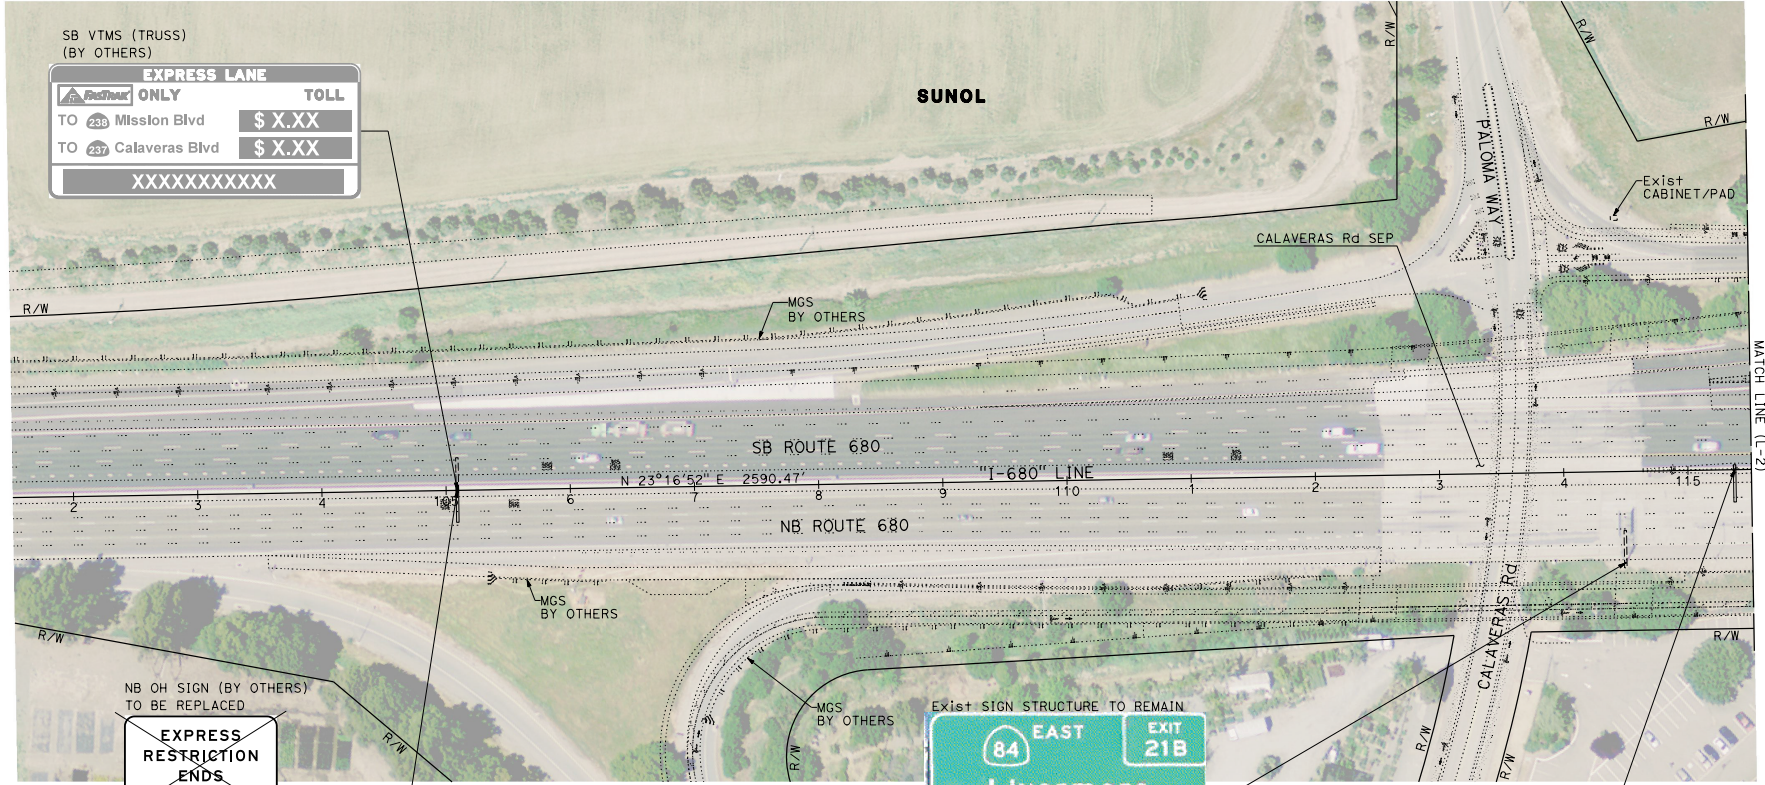 SB VTMS (TRUSS)
(BY OTHERS)
EXPRESS LANE
FASTRAK ONLY TOLL
TO 238 Mission Blvd $ X.XX
TO 237 Calaveras Blvd $ X.XX
XXXXXXXXXXX
SUNOL
R/W
R/W
R/W
PALOMA WAY
Exist
CABINET/PAD
CALAVERAS Rd SEP
R/W
MGS
BY OTHERS
MATCH LINE (L-2)
SB ROUTE 680
N 23°16'52" E 2590.47'
"I-680" LINE
2 3 4 105 6 7 8 9 110 1 2 3 4 115
NB ROUTE 680
MGS
BY OTHERS
CALAVERAS Rd
R/W
R/W
NB OH SIGN (BY OTHERS)
TO BE REPLACED
EXPRESS
RESTRICTION
ENDS
R/W
MGS
BY OTHERS
R/W
Exist SIGN STRUCTURE TO REMAIN
84 EAST
EXIT
21B
R/W
R/W